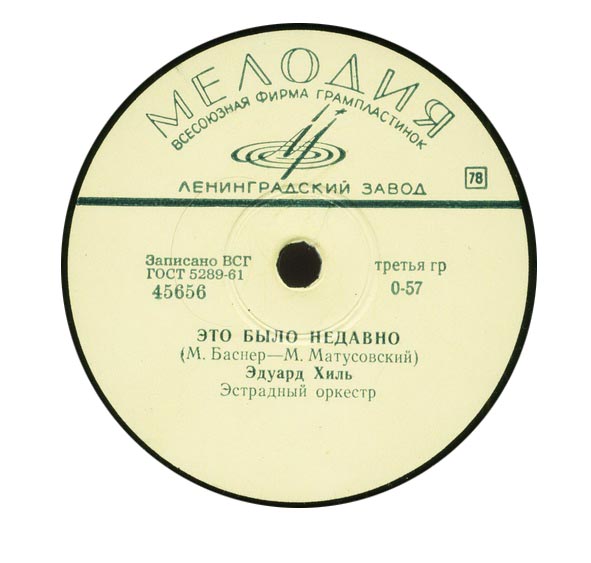 МЕЛОДИЯ
ВСЕСОЮЗНАЯ ФИРМА ГРАМПЛАСТИНОК
ЛЕНИНГРАДСКИЙ ЗАВОД
78
Записано ВСГ
ГОСТ 5289-61
45656
третья гр
0-57
ЭТО БЫЛО НЕДАВНО
(М. Баснер—М. Матусовский)
Эдуард Хиль
Эстрадный оркестр